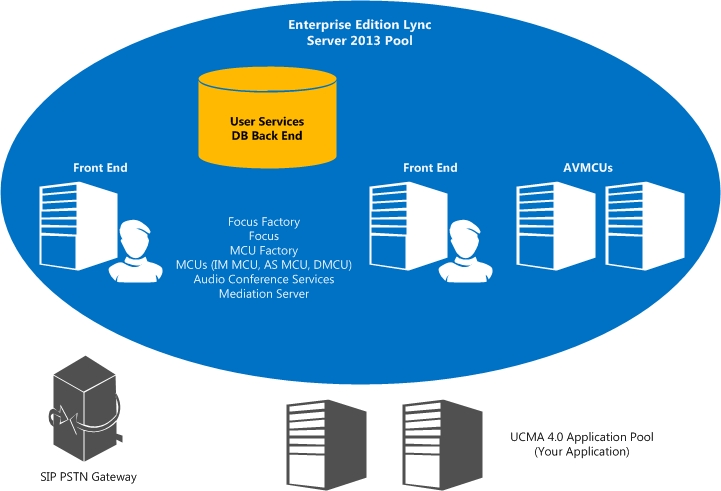 Enterprise Edition Lync
Server 2013 Pool
User Services
DB Back End
Front End
Front End
AVMCUs
Focus Factory
Focus
MCU Factory
MCUs (IM MCU, AS MCU, DMCU)
Audio Conference Services
Mediation Server
SIP PSTN Gateway
UCMA 4.0 Application Pool
(Your Application)